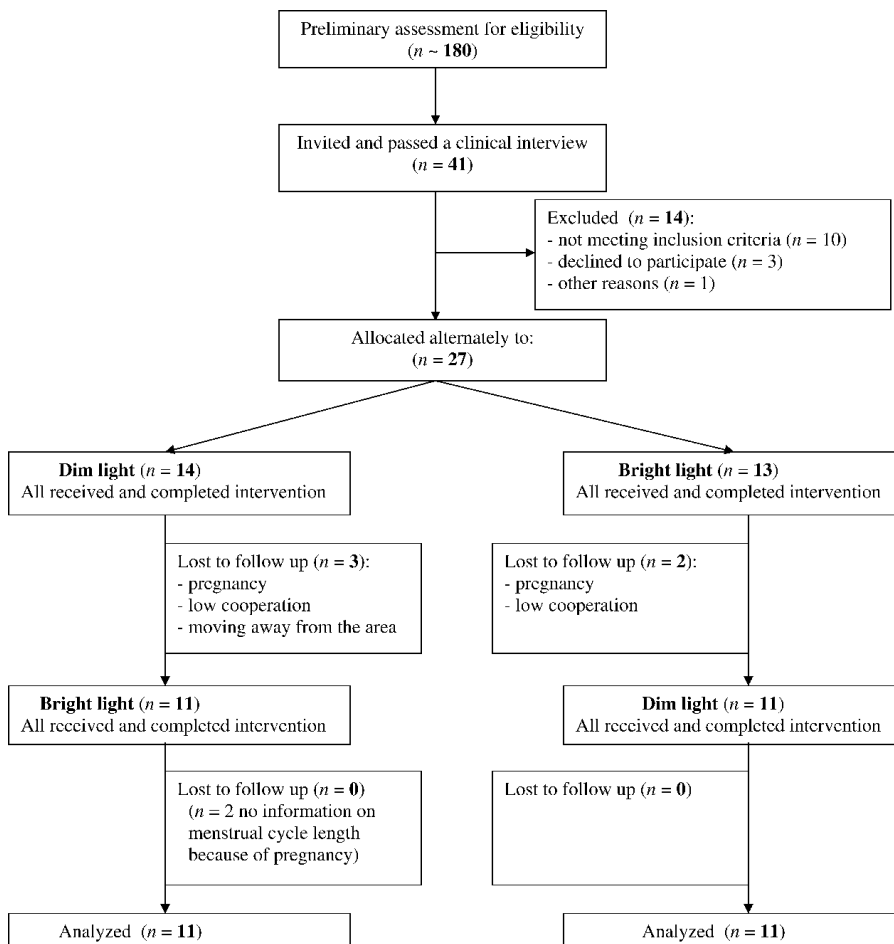 Preliminary assessment for eligibility
(n ~ 180)
Invited and passed a clinical interview
(n = 41)
Excluded (n = 14):
- not meeting inclusion criteria (n = 10)
- declined to participate (n = 3)
- other reasons (n = 1)
Allocated alternately to:
(n = 27)
Dim light (n = 14)
All received and completed intervention
Bright light (n = 13)
All received and completed intervention
Lost to follow up (n = 3):
- pregnancy
- low cooperation
- moving away from the area
Lost to follow up (n = 2):
- pregnancy
- low cooperation
Bright light (n = 11)
All received and completed intervention
Dim light (n = 11)
All received and completed intervention
Lost to follow up (n = 0)
(n = 2 no information on
menstrual cycle length
because of pregnancy)
Lost to follow up (n = 0)
Analyzed (n = 11)
Analyzed (n = 11)